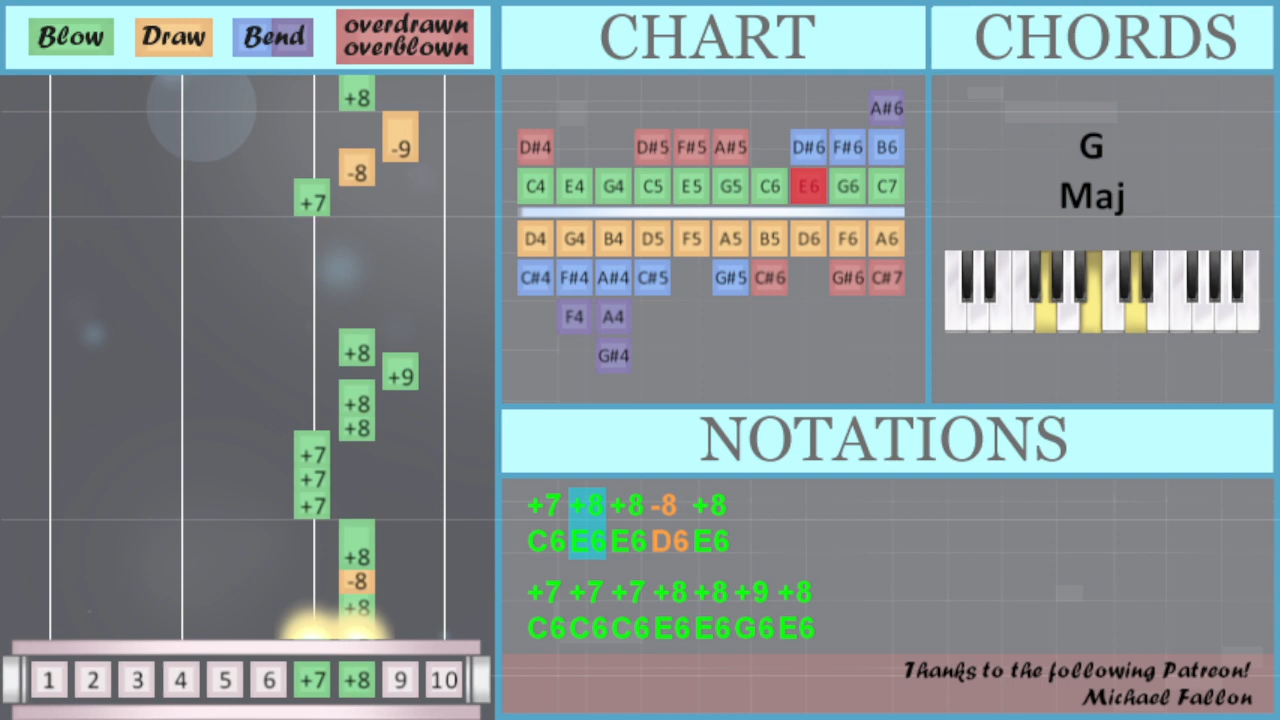 Blow Draw Bend overdrawn
overblown
CHART
CHORDS
+8
-9
-8
+7
+8
+9
+8
+8
+7
+7
+7
+8
-8
+8
1 2 3 4 5 6 +7 +8 9 10
A#6
D#4 D#5 F#5 A#5 D#6 F#6 B6
C4 E4 G4 C5 E5 G5 C6 E6 G6 C7
D4 G4 B4 D5 F5 A5 B5 D6 F6 A6
C#4 F#4 A#4 C#5 G#5 C#6 G#6 C#7
F4 A4
G#4
G
Maj
NOTATIONS
+7 +8 +8 -8 +8
C6 E6 E6 D6 E6
+7 +7 +7 +8 +8 +9 +8
C6 C6 C6 E6 E6 G6 E6
Thanks to the following Patreon!
Michael Fallon